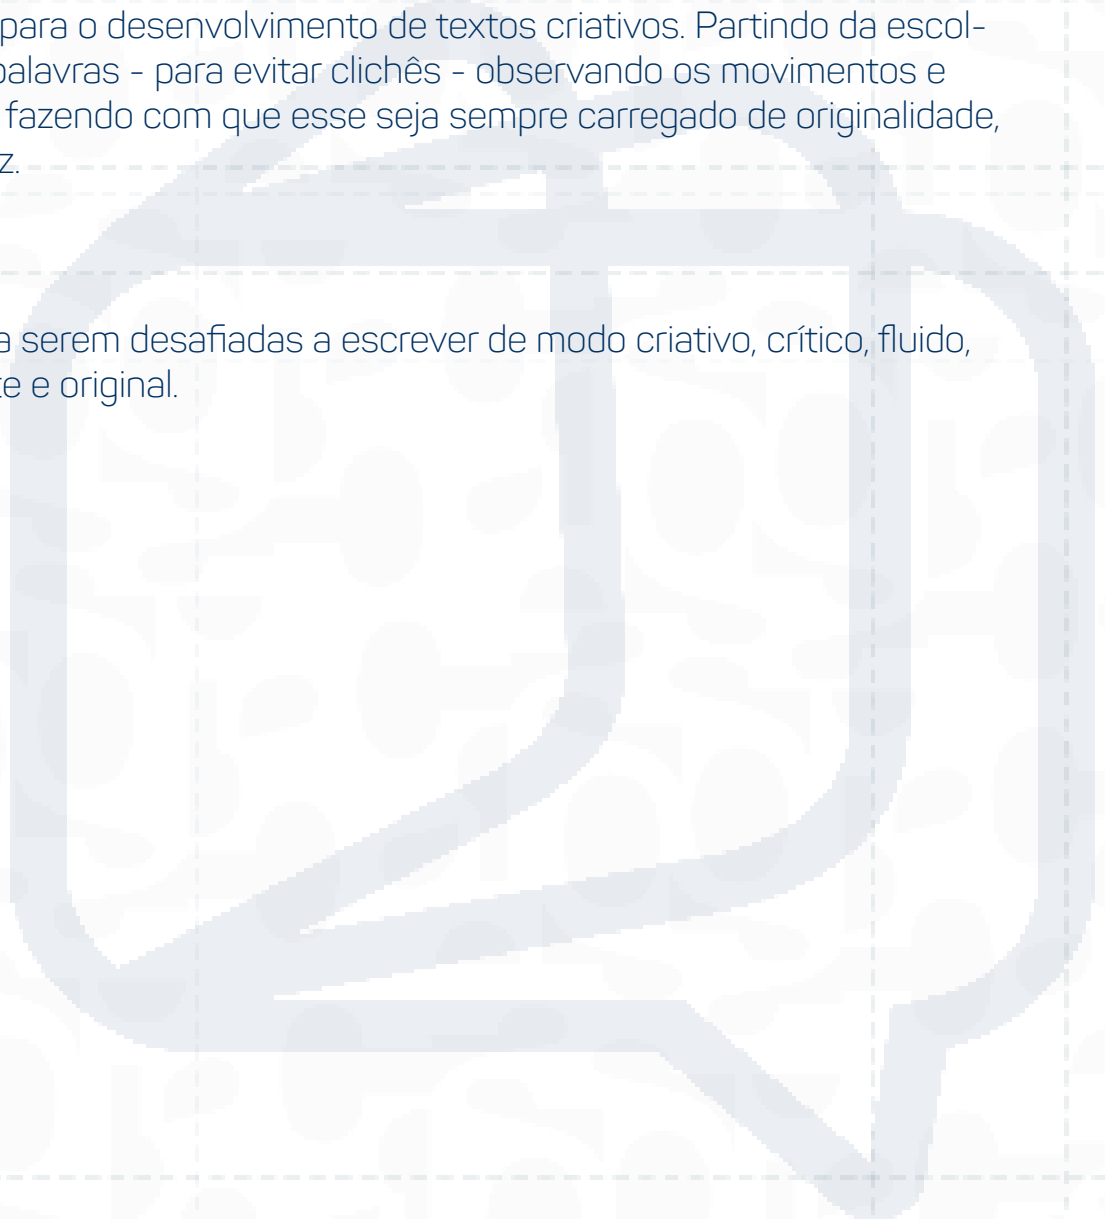 para o desenvolvimento de textos criativos. Partindo da escol-
palavras - para evitar clichês - observando os movimentos e
fazendo com que esse seja sempre carregado de originalidade,
z.
a serem desafiadas a escrever de modo criativo, crítico, fluido,
te e original.